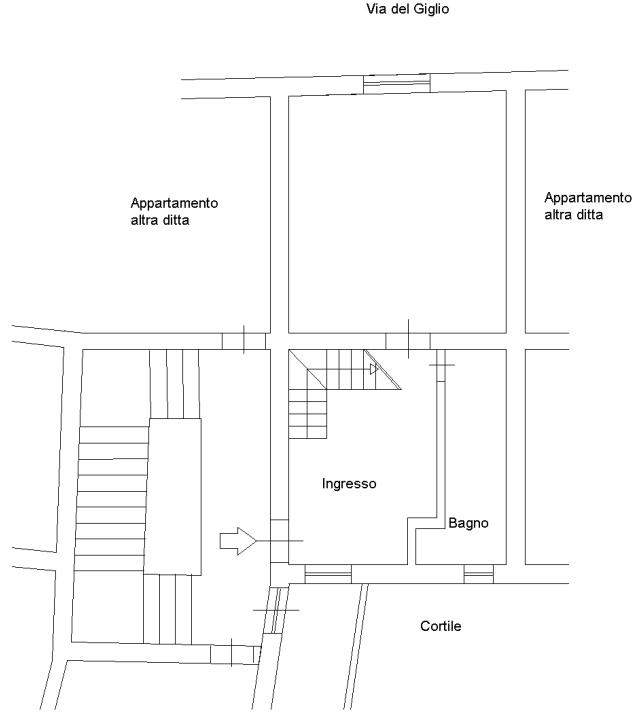 Via del Giglio
Appartamento
altra ditta
Appartamento
altra ditta
Ingresso
Bagno
Cortile